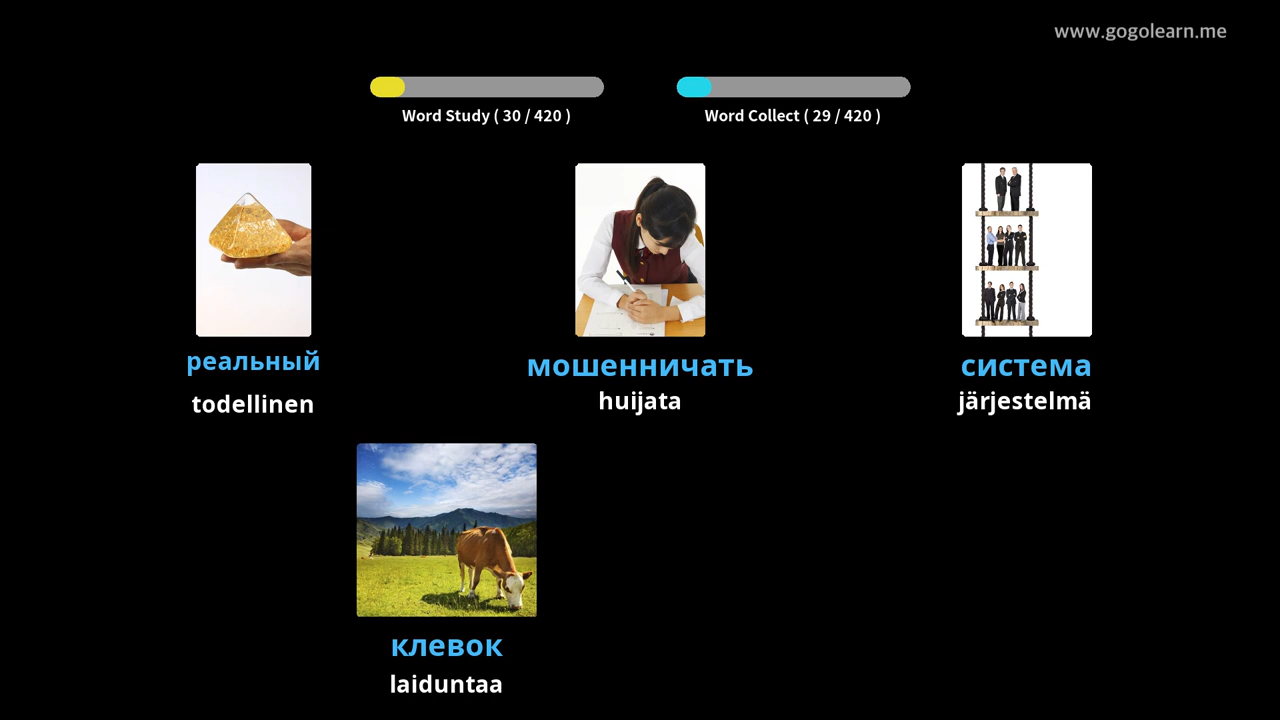 www.gogolearn.me
Word Study ( 30 / 420 )
Word Collect ( 29 / 420 )
реальный
todellinen
мошенничать
huijata
система
järjestelmä
клевок
laiduntaa